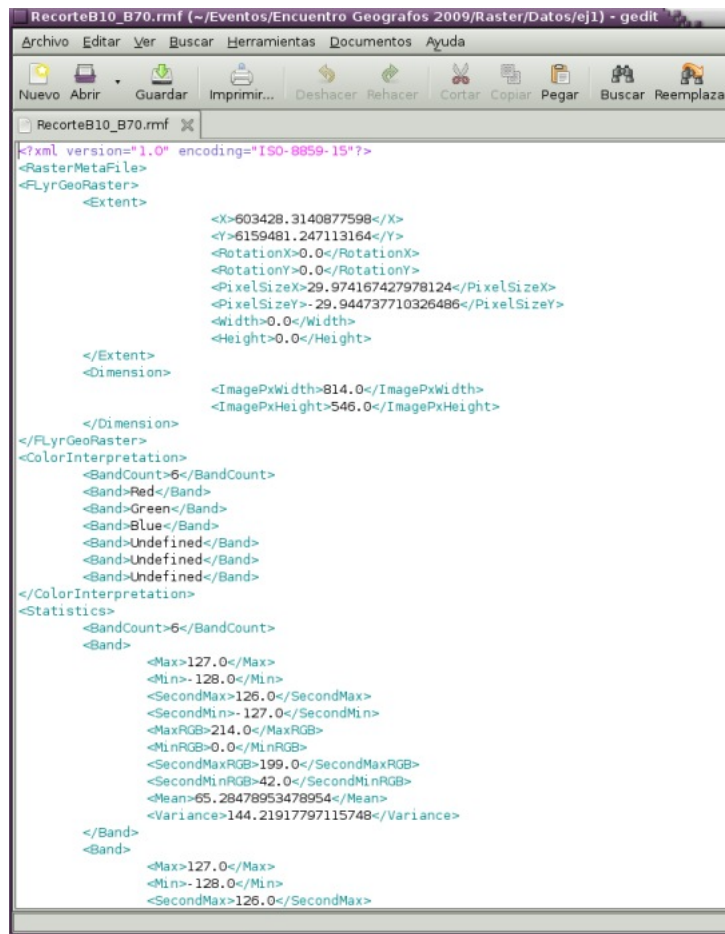 RecorteB10_B70.rmf (~/Eventos/Encuentro Geografos 2009/Raster/Datos/ej1) - gedit
Archivo Editar Ver Buscar Herramientas Documentos Ayuda
Nuevo Abrir Guardar Imprimir... Deshacer Rehacer Cortar Copiar Pegar Buscar Reemplaza
RecorteB10_B70.rmf
<?xml version="1.0" encoding="ISO-8859-15"?>
<RasterMetaFile>
<FLyrGeoRaster>
<Extent>
<X>603428.3140877598</X>
<Y>6159481.247113164</Y>
<RotationX>0.0</RotationX>
<RotationY>0.0</RotationY>
<PixelSizeX>29.974167427978124</PixelSizeX>
<PixelSizeY>-29.944737710326486</PixelSizeY>
<Width>0.0</Width>
<Height>0.0</Height>
</Extent>
<Dimension>
<ImagePxWidth>814.0</ImagePxWidth>
<ImagePxHeight>546.0</ImagePxHeight>
</Dimension>
</FLyrGeoRaster>
<ColorInterpretation>
<BandCount>6</BandCount>
<Band>Red</Band>
<Band>Green</Band>
<Band>Blue</Band>
<Band>Undefined</Band>
<Band>Undefined</Band>
<Band>Undefined</Band>
</ColorInterpretation>
<Statistics>
<BandCount>6</BandCount>
<Band>
<Max>127.0</Max>
<Min>-128.0</Min>
<SecondMax>126.0</SecondMax>
<SecondMin>-127.0</SecondMin>
<MaxRGB>214.0</MaxRGB>
<MinRGB>0.0</MinRGB>
<SecondMaxRGB>199.0</SecondMaxRGB>
<SecondMinRGB>42.0</SecondMinRGB>
<Mean>65.28478953478954</Mean>
<Variance>144.21917797115748</Variance>
</Band>
<Band>
<Max>127.0</Max>
<Min>-128.0</Min>
<SecondMax>126.0</SecondMax>